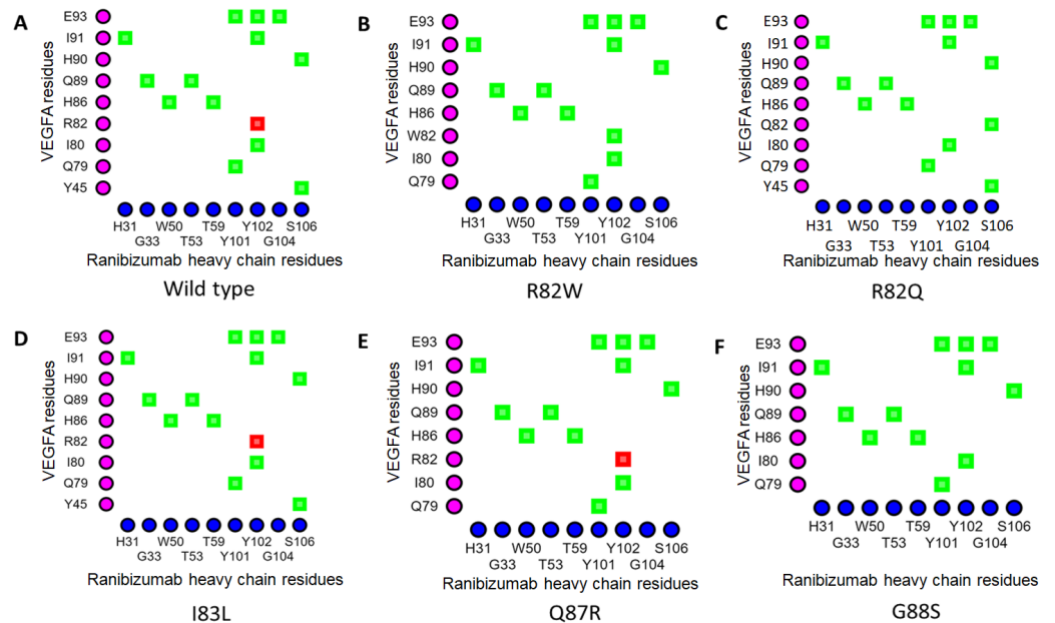 A
VEGFA residues
E93
I91
H90
Q89
H86
R82
I80
Q79
Y45
H31 W50 T59 Y102 S106
G33 T53 Y101 G104
Ranibizumab heavy chain residues
Wild type
B
VEGFA residues
E93
I91
H90
Q89
H86
W82
I80
Q79
H31 W50 T59 Y102 S106
G33 T53 Y101 G104
Ranibizumab heavy chain residues
R82W
C
VEGFA residues
E93
I91
H90
Q89
H86
Q82
I80
Q79
Y45
H31 W50 T59 Y102 S106
G33 T53 Y101 G104
Ranibizumab heavy chain residues
R82Q
D
VEGFA residues
E93
I91
H90
Q89
H86
R82
I80
Q79
Y45
H31 W50 T59 Y102 S106
G33 T53 Y101 G104
Ranibizumab heavy chain residues
I83L
E
VEGFA residues
E93
I91
H90
Q89
H86
R82
I80
Q79
H31 W50 T59 Y102 S106
G33 T53 Y101 G104
Ranibizumab heavy chain residues
Q87R
F
VEGFA residues
E93
I91
H90
Q89
H86
I80
Q79
H31 W50 T59 Y102 S106
G33 T53 Y101 G104
Ranibizumab heavy chain residues
G88S